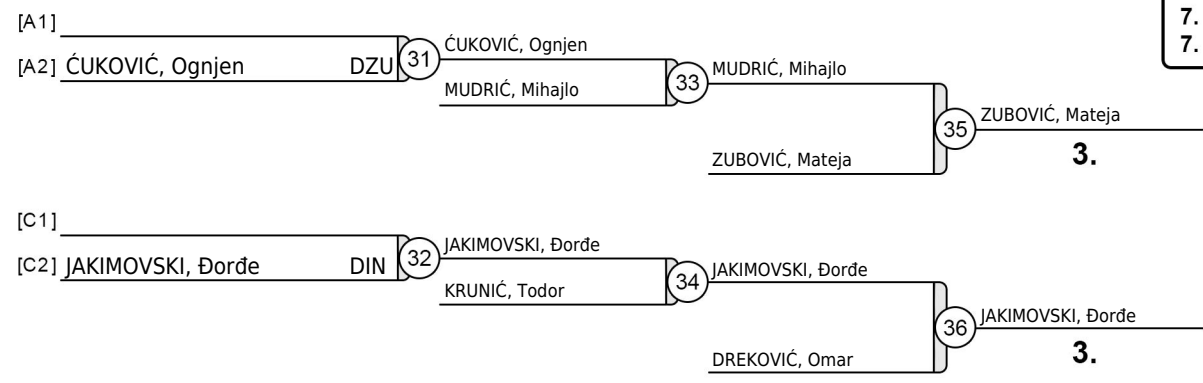 7.
7.
[A1]
[A2] ĆUKOVIĆ, Ognjen DZU
31
ĆUKOVIĆ, Ognjen
MUDRIĆ, Mihajlo
33
MUDRIĆ, Mihajlo
ZUBOVIĆ, Mateja
35
ZUBOVIĆ, Mateja
3.
[C1]
[C2] JAKIMOVSKI, Đorđe DIN
32
JAKIMOVSKI, Đorđe
KRUNIĆ, Todor
34
JAKIMOVSKI, Đorđe
DREKOVIĆ, Omar
36
JAKIMOVSKI, Đorđe
3.